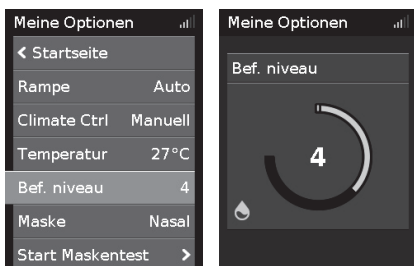 Meine Optionen
Startseite
Rampe Auto
Climate Ctrl Manuell
Temperatur 27°C
Bef. niveau 4
Maske Nasal
Start Maskentest
Meine Optionen
Bef. niveau
4